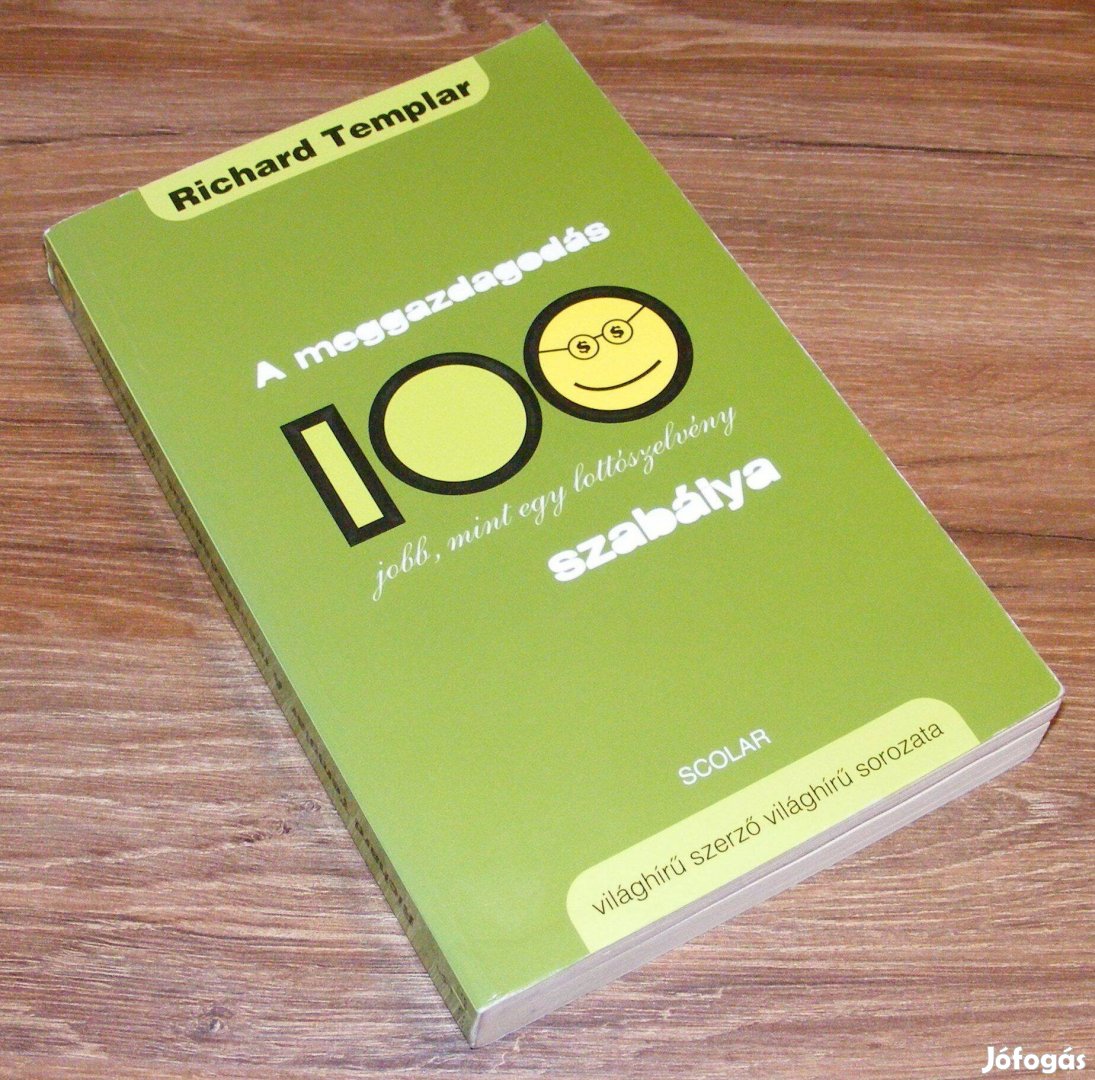 Richard Templar
A meggazdagodás
100
$ $
jobb, mint egy lottószelvény
szabálya
SCOLAR
világhírű szerző világhírű sorozata
Jófogás